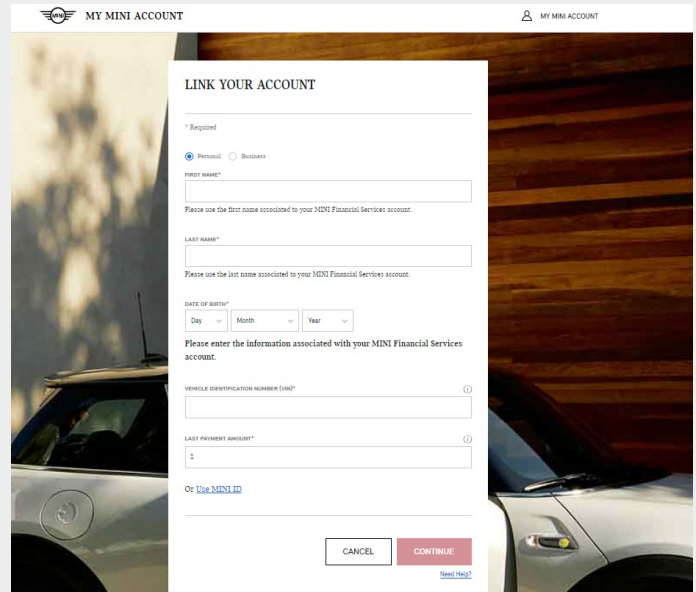 MINI
MY MINI ACCOUNT
MY MINI ACCOUNT
LINK YOUR ACCOUNT
* Required
Personal Business
FIRST NAME*
Please use the first name associated to your MINI Financial Services account.
LAST NAME*
Please use the last name associated to your MINI Financial Services account.
DATE OF BIRTH*
Day Month Year
Please enter the information associated with your MINI Financial Services
account.
VEHICLE IDENTIFICATION NUMBER (VIN)*
LAST PAYMENT AMOUNT*
Or Use MINI ID
CANCEL CONTINUE
Need Help?